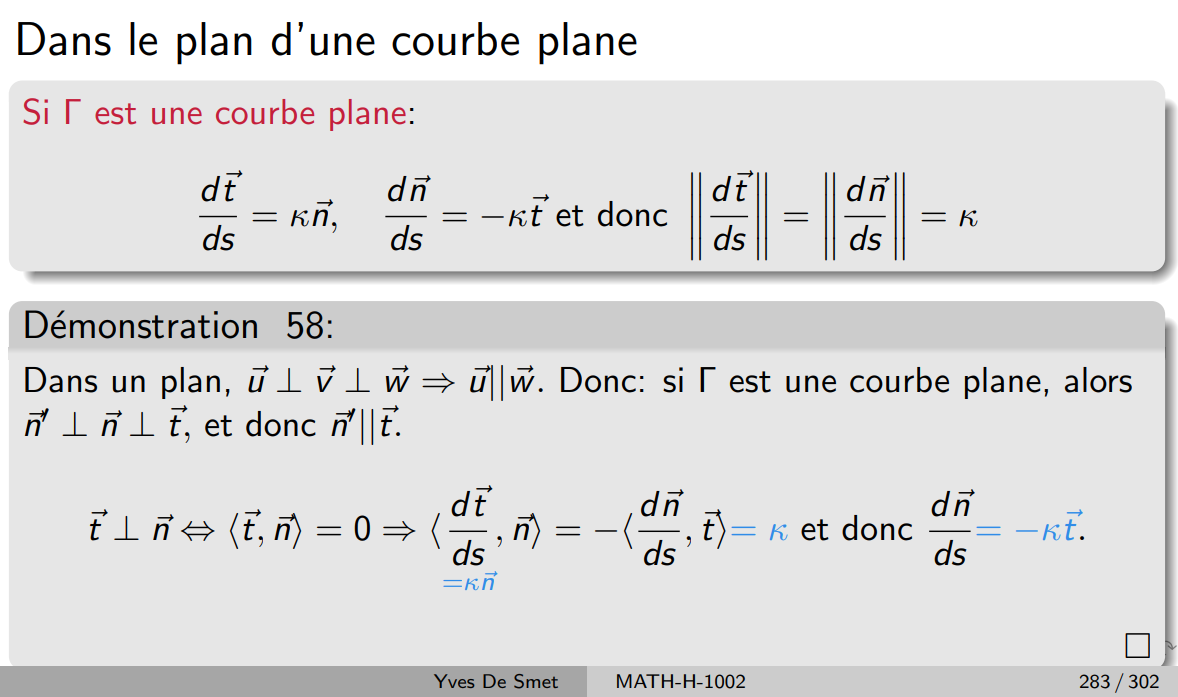 Dans le plan d'une courbe plane
Si Γ est une courbe plane:
$\frac{d\vec{t}}{ds} = \kappa\vec{n}, \quad \frac{d\vec{n}}{ds} = -\kappa\vec{t}$ et donc $\left\|\frac{d\vec{t}}{ds}\right\| = \left\|\frac{d\vec{n}}{ds}\right\| = \kappa$
Démonstration 58:
Dans un plan, $\vec{u} \perp \vec{v} \perp \vec{w} \Rightarrow \vec{u}||\vec{w}$. Donc: si Γ est une courbe plane, alors
$\vec{n}' \perp \vec{n} \perp \vec{t}$, et donc $\vec{n}'||\vec{t}$.
$\vec{t} \perp \vec{n} \Leftrightarrow \langle\vec{t}, \vec{n}\rangle = 0 \Rightarrow \langle\underset{=\kappa\vec{n}}{\frac{d\vec{t}}{ds}}, \vec{n}\rangle = -\langle\frac{d\vec{n}}{ds}, \vec{t}\rangle = \kappa$ et donc $\frac{d\vec{n}}{ds} = -\kappa\vec{t}$.
□
Yves De Smet MATH-H-1002 283 / 302